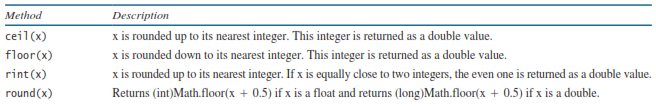 Method Description
ceil(x) x is rounded up to its nearest integer. This integer is returned as a double value.
floor(x) x is rounded down to its nearest integer. This integer is returned as a double value.
rint(x) x is rounded up to its nearest integer. If x is equally close to two integers, the even one is returned as a double value.
round(x) Returns (int)Math.floor(x + 0.5) if x is a float and returns (long)Math.floor(x + 0.5) if x is a double.